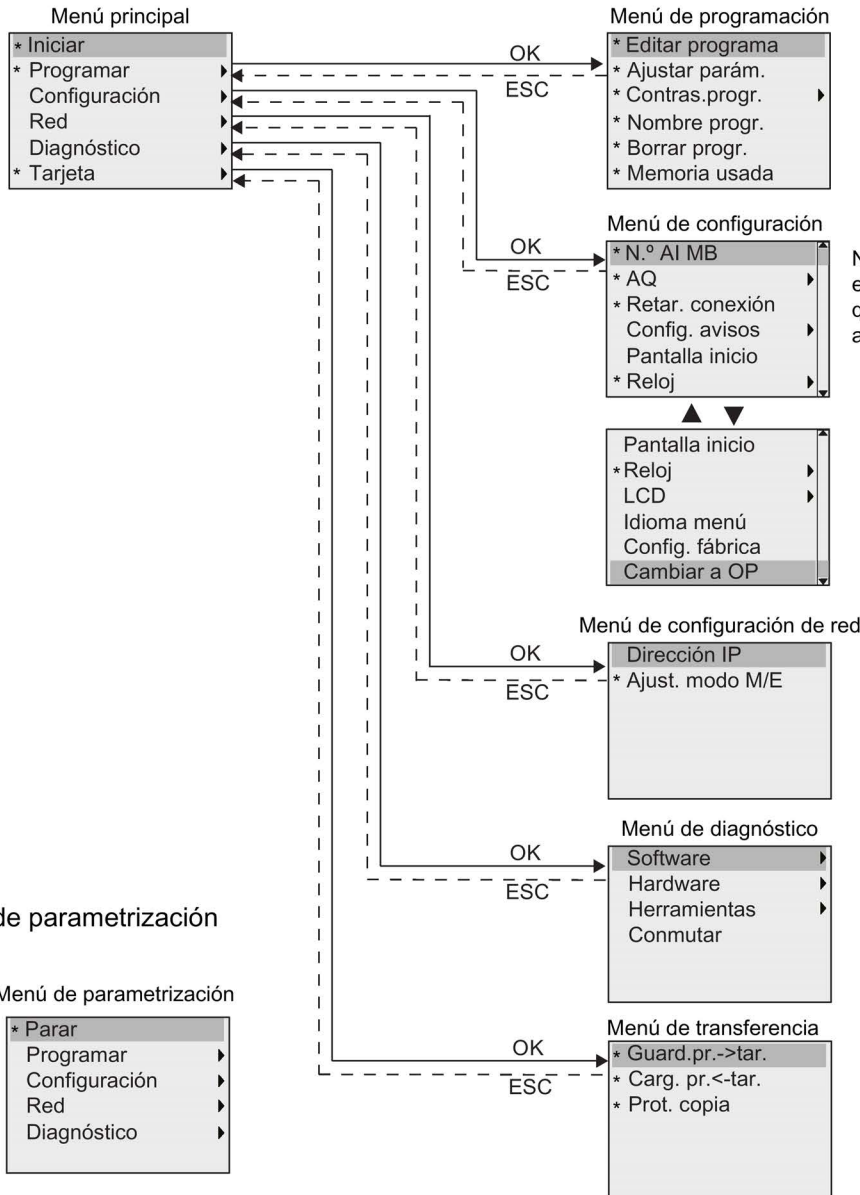 Menú principal
* Iniciar
* Programar
Configuración
Red
Diagnóstico
* Tarjeta
OK
ESC
Menú de programación
* Editar programa
* Ajustar parám.
* Contras.progr.
* Nombre progr.
* Borrar progr.
* Memoria usada
OK
ESC
Menú de configuración
* N.º AI MB
* AQ
* Retar. conexión
Config. avisos
Pantalla inicio
* Reloj
Pantalla inicio
* Reloj
LCD
Idioma menú
Config. fábrica
Cambiar a OP
OK
ESC
Menú de configuración de red
Dirección IP
* Ajust. modo M/E
OK
ESC
Menú de diagnóstico
Software
Hardware
Herramientas
Conmutar
de parametrización
Menú de parametrización
* Parar
Programar
Configuración
Red
Diagnóstico
OK
ESC
Menú de transferencia
* Guard.pr.->tar.
* Carg. pr.<-tar.
* Prot. copia